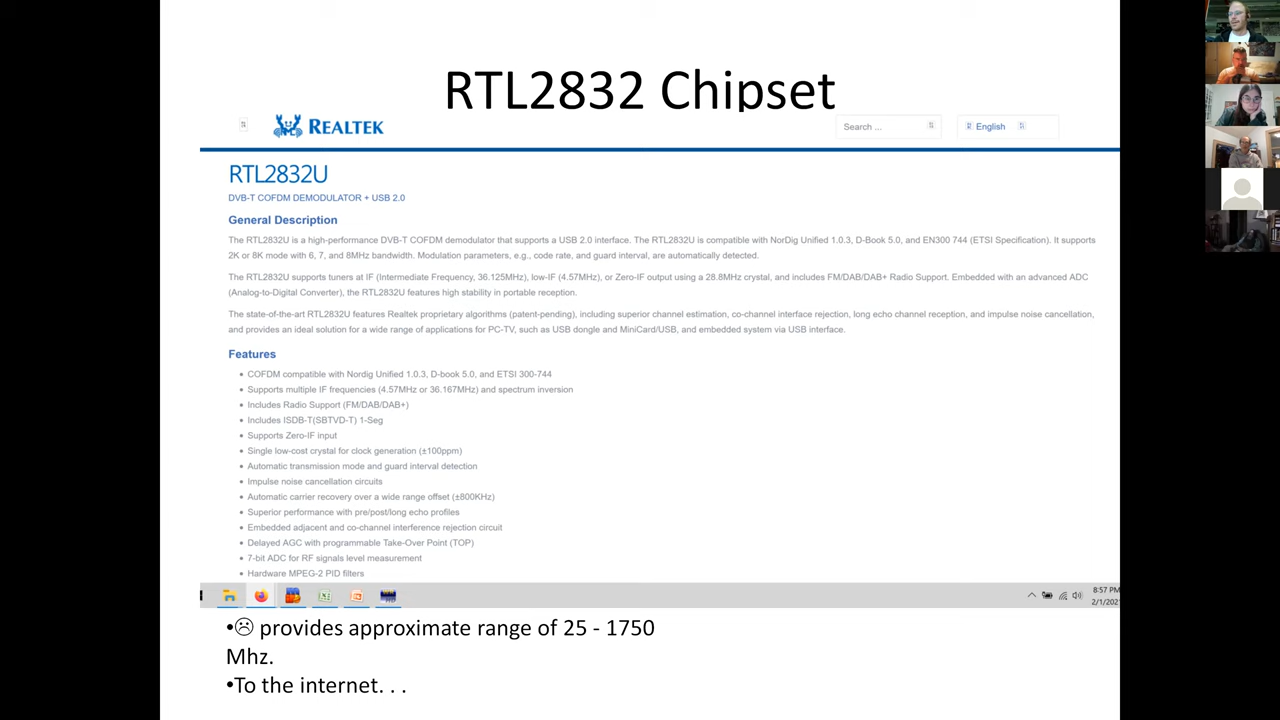 RTL2832 Chipset
REALTEK
Search ...
English
RTL2832U
DVB-T COFDM DEMODULATOR + USB 2.0
General Description
The RTL2832U is a high-performance DVB-T COFDM demodulator that supports a USB 2.0 interface. The RTL2832U is compatible with NorDig Unified 1.0.3, D-Book 5.0, and EN300 744 (ETSI Specification). It supports
2K or 8K mode with 6, 7, and 8MHz bandwidth. Modulation parameters, e.g., code rate, and guard interval, are automatically detected.
The RTL2832U supports tuners at IF (Intermediate Frequency, 36.125MHz), low-IF (4.57MHz), or Zero-IF output using a 28.8MHz crystal, and includes FM/DAB/DAB+ Radio Support. Embedded with an advanced ADC
(Analog-to-Digital Converter), the RTL2832U features high stability in portable reception.
The state-of-the-art RTL2832U features Realtek proprietary algorithms (patent-pending), including superior channel estimation, co-channel interface rejection, long echo channel reception, and impulse noise cancellation,
and provides an ideal solution for a wide range of applications for PC-TV, such as USB dongle and MiniCard/USB, and embedded system via USB interface.
Features
• COFDM compatible with Nordig Unified 1.0.3, D-book 5.0, and ETSI 300-744
• Supports multiple IF frequencies (4.57MHz or 36.167MHz) and spectrum inversion
• Includes Radio Support (FM/DAB/DAB+)
• Includes ISDB-T(SBTVD-T) 1-Seg
• Supports Zero-IF input
• Single low-cost crystal for clock generation (±100ppm)
• Automatic transmission mode and guard interval detection
• Impulse noise cancellation circuits
• Automatic carrier recovery over a wide range offset (±800KHz)
• Superior performance with pre/post/long echo profiles
• Embedded adjacent and co-channel interference rejection circuit
• Delayed AGC with programmable Take-Over Point (TOP)
• 7-bit ADC for RF signals level measurement
• Hardware MPEG-2 PID filters
8:57 PM
2/1/202
•☹ provides approximate range of 25 - 1750
Mhz.
•To the internet. . .